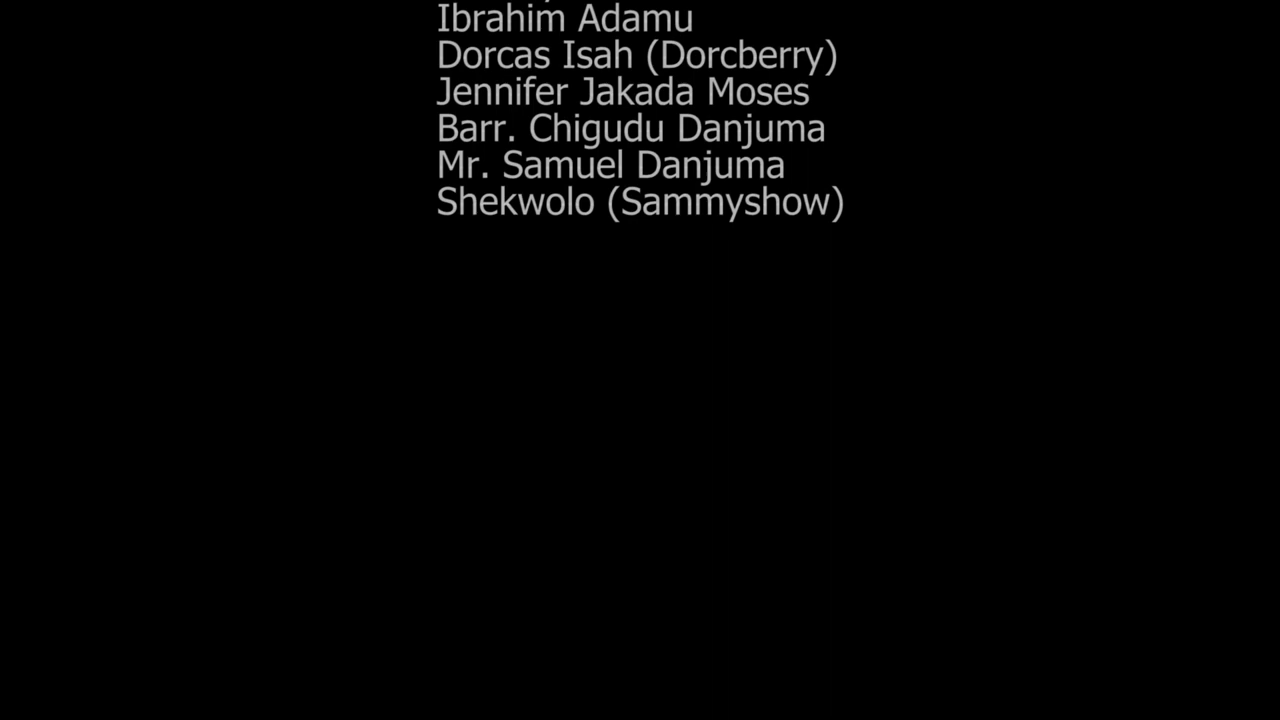 Ibrahim Adamu
Dorcas Isah (Dorcberry)
Jennifer Jakada Moses
Barr. Chigudu Danjuma
Mr. Samuel Danjuma
Shekwolo (Sammyshow)